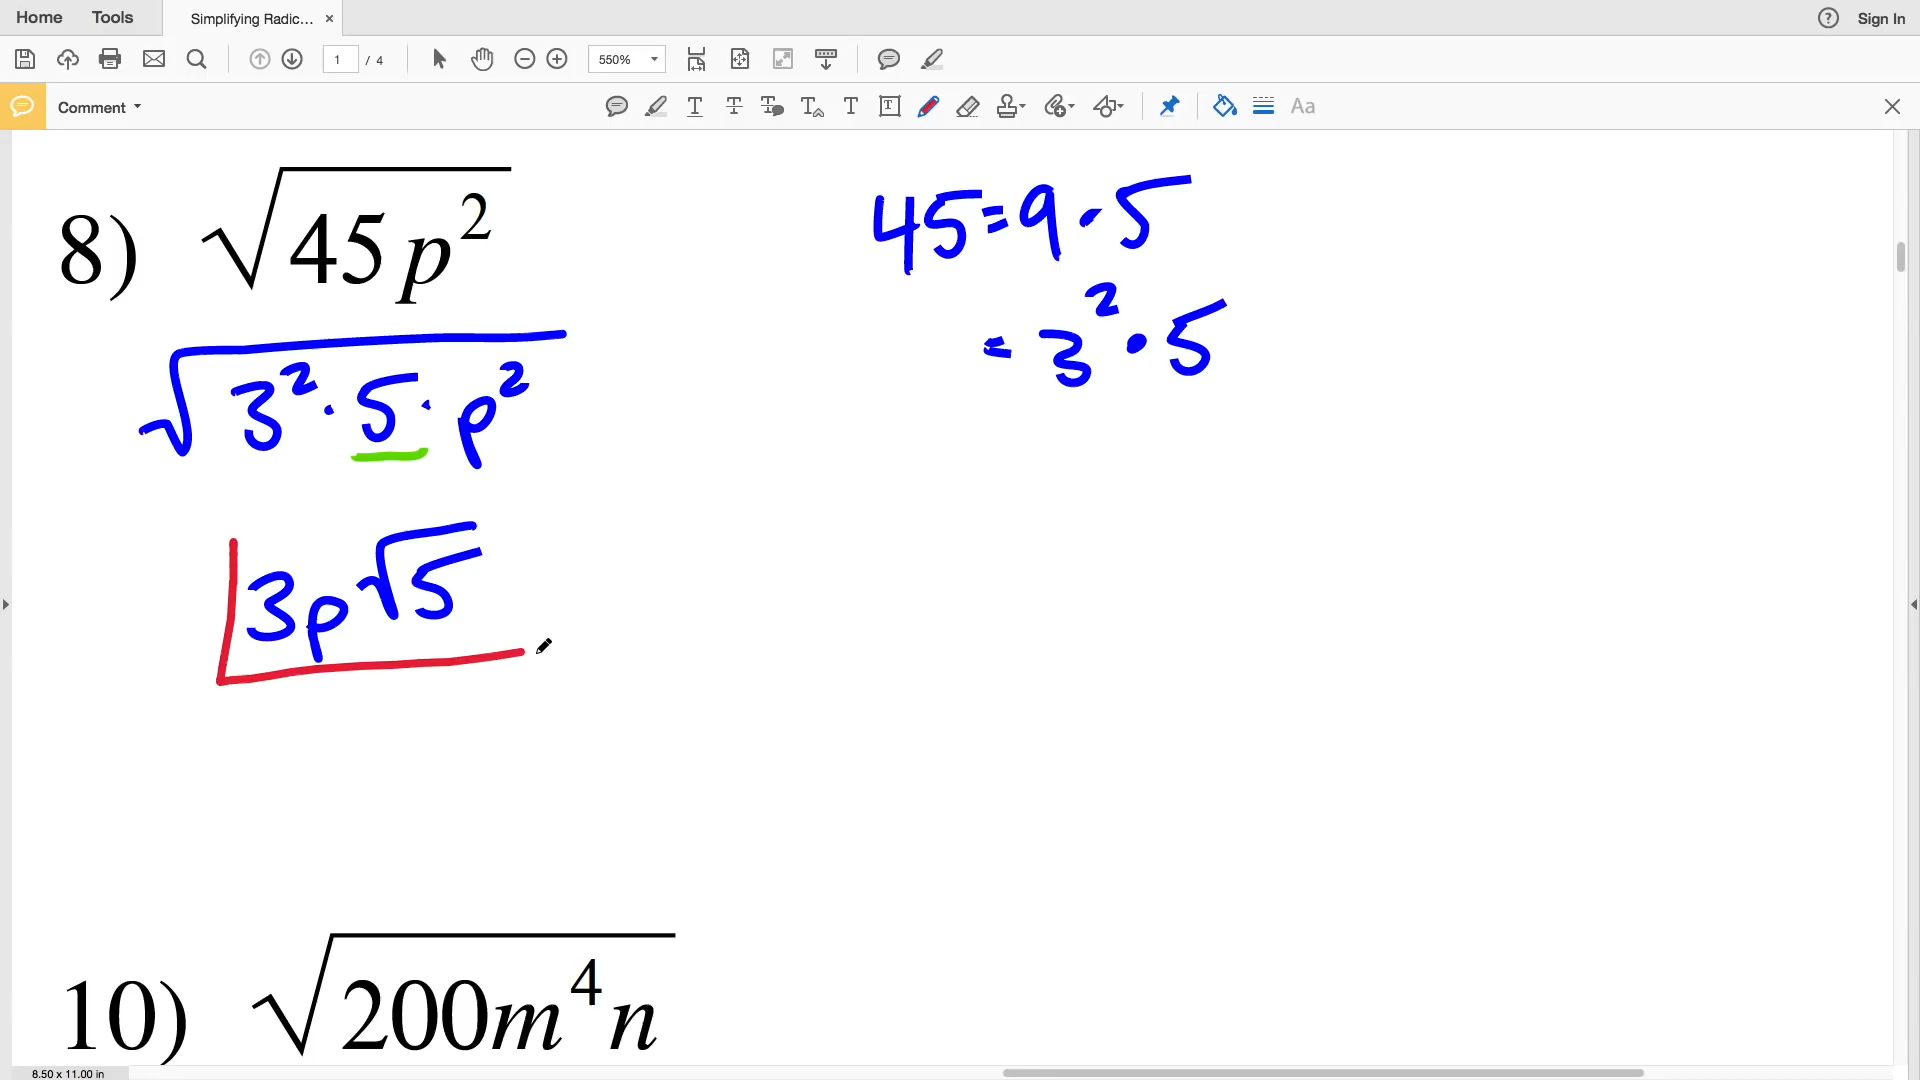 Home Tools Simplifying Radic... × ? Sign In
1 / 4 550%
Comment T T T T T T Aa
8) √45p² 45=9·5
= 3²·5
√3²·5·p²
3p√5
10) √200m⁴n
8.50 x 11.00 in